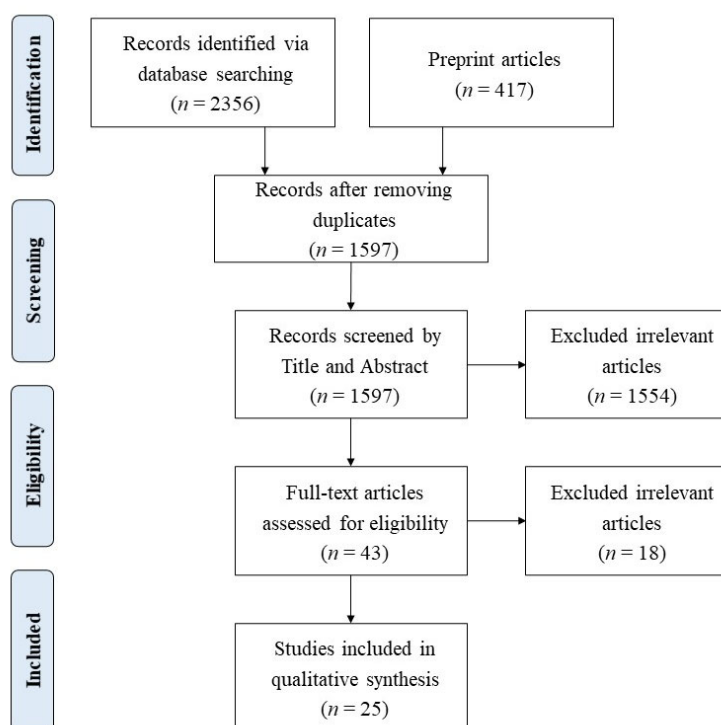 Identification
Records identified via
database searching
(n = 2356)
Preprint articles
(n = 417)
Records after removing
duplicates
(n = 1597)
Screening
Records screened by
Title and Abstract
(n = 1597)
Excluded irrelevant
articles
(n = 1554)
Eligibility
Full-text articles
assessed for eligibility
(n = 43)
Excluded irrelevant
articles
(n = 18)
Included
Studies included in
qualitative synthesis
(n = 25)